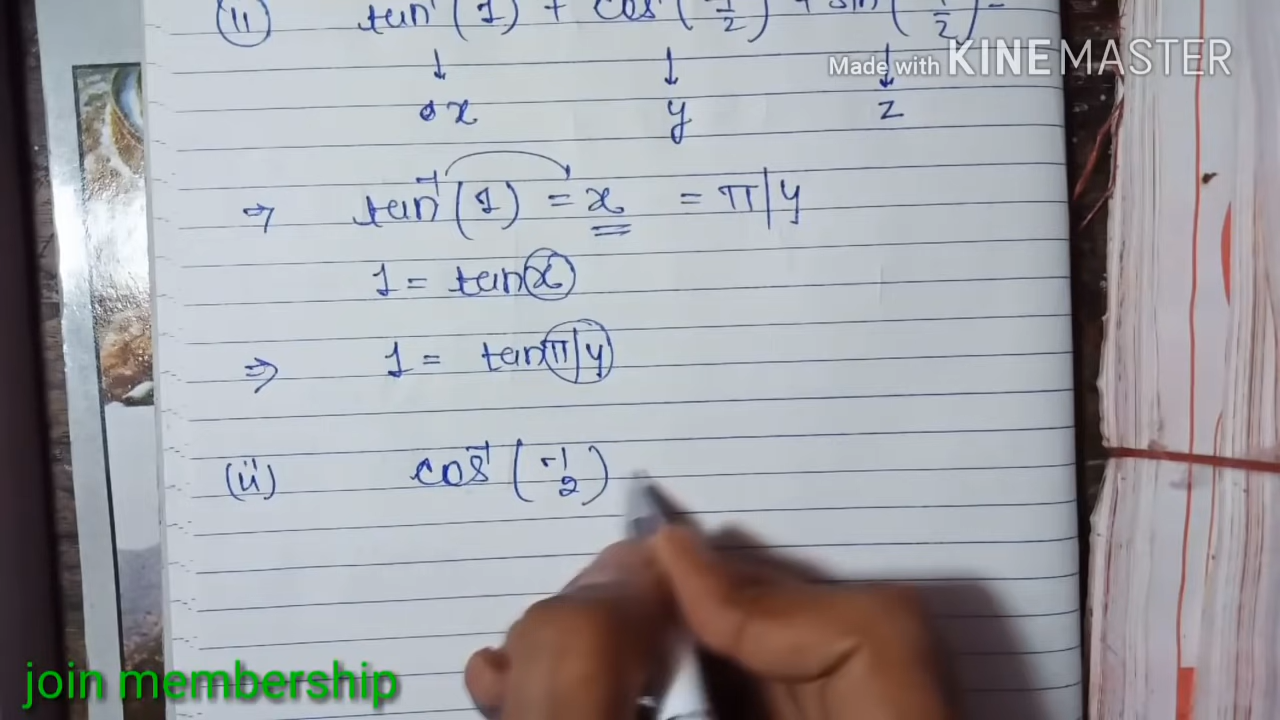 (11) tan⁻¹(1) + cos⁻¹(-1/2) + sin⁻¹(-1/2) =
Made with KINEMASTER
x y z
⇒ tan⁻¹(1) = x = π/4
1 = tan x
⇒ 1 = tan π/4
(ii) cos⁻¹(-1/2)
join membership